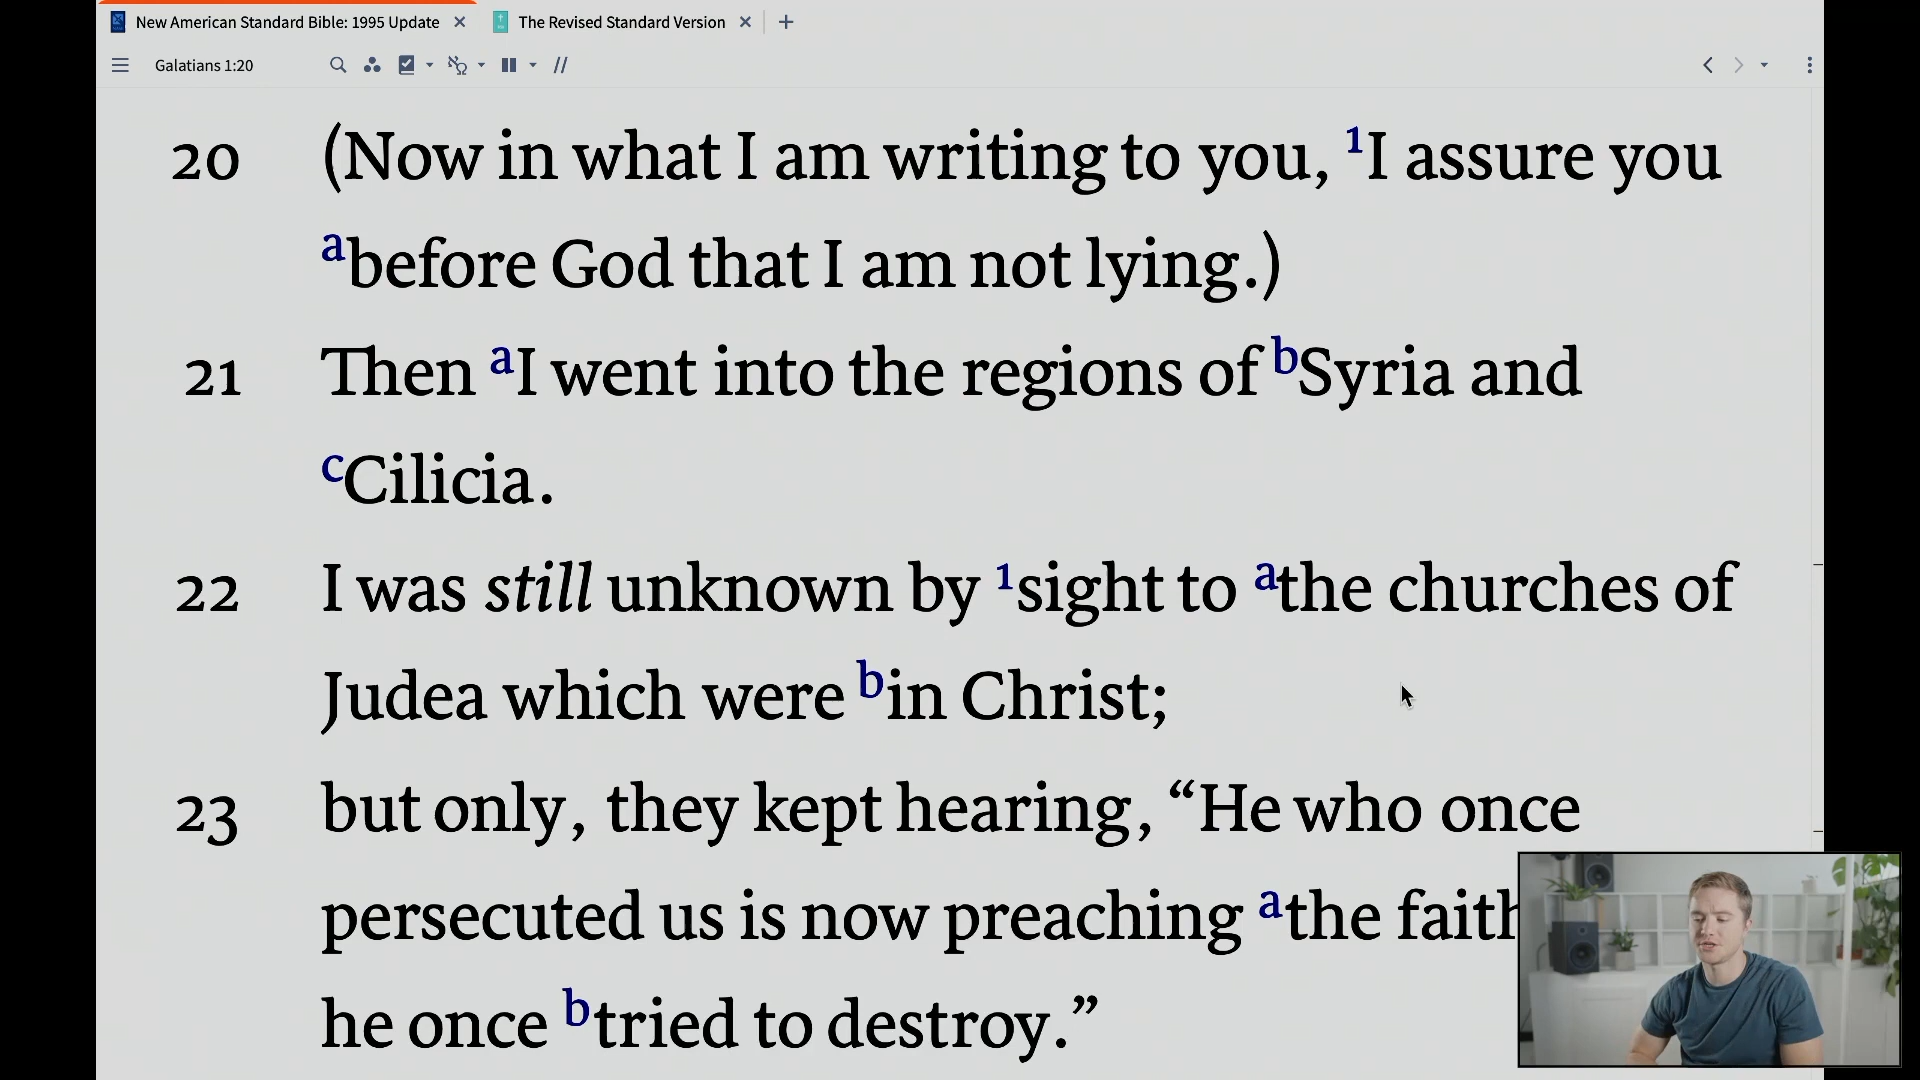 New American Standard Bible: 1995 Update The Revised Standard Version
Galatians 1:20
20 (Now in what I am writing to you, 1I assure you
abefore God that I am not lying.)
21 Then aI went into the regions of bSyria and
cCilicia.
22 I was still unknown by 1sight to athe churches of
Judea which were bin Christ;
23 but only, they kept hearing, “He who once
persecuted us is now preaching athe faith
he once btried to destroy.”